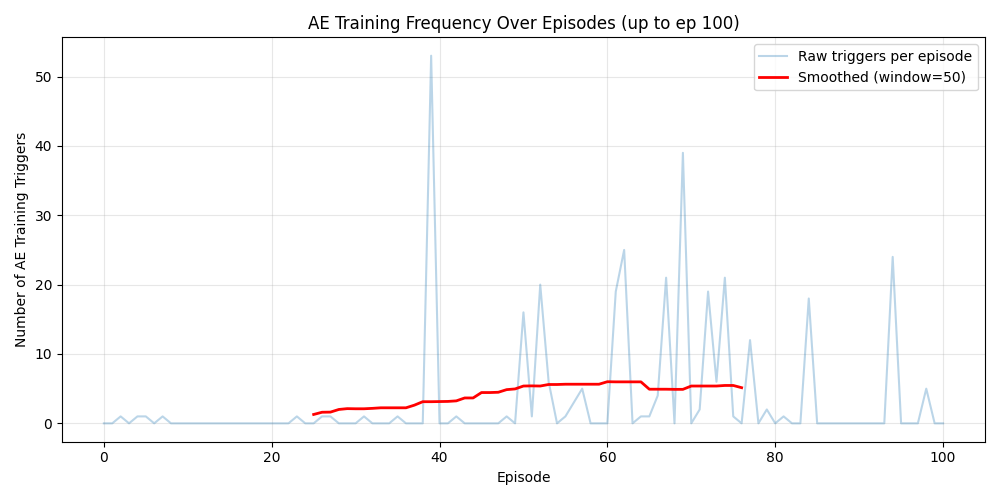 AE Training Frequency Over Episodes (up to ep 100)
Raw triggers per episode
Smoothed (window=50)
Number of AE Training Triggers
50
40
30
20
10
0
0 20 40 60 80 100
Episode